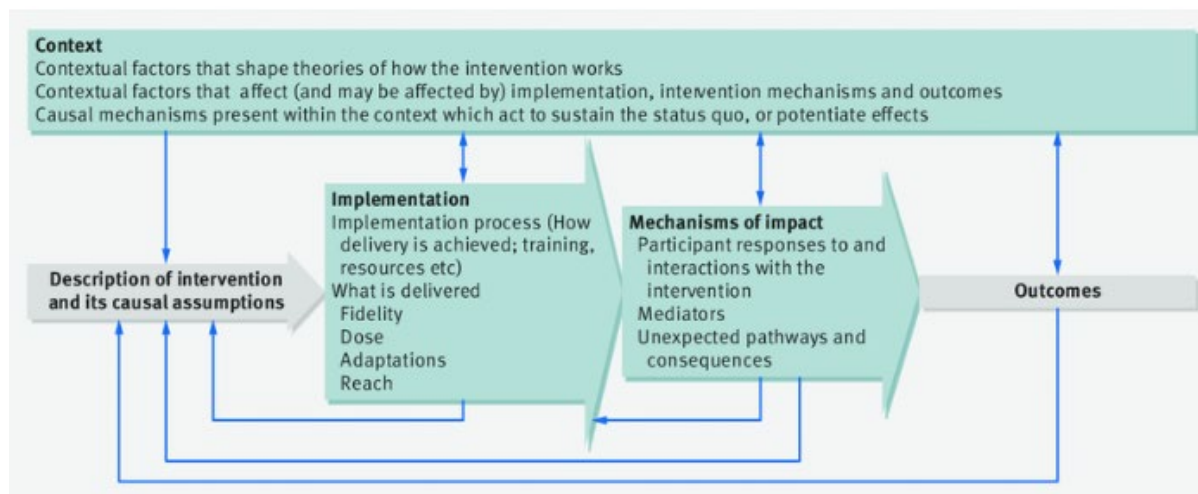 Context
Contextual factors that shape theories of how the intervention works
Contextual factors that affect (and may be affected by) implementation, intervention mechanisms and outcomes
Causal mechanisms present within the context which act to sustain the status quo, or potentiate effects
Description of intervention
and its causal assumptions
Implementation
Implementation process (How
delivery is achieved; training,
resources etc)
What is delivered
Fidelity
Dose
Adaptations
Reach
Mechanisms of impact
Participant responses to and
interactions with the
intervention
Mediators
Unexpected pathways and
consequences
Outcomes